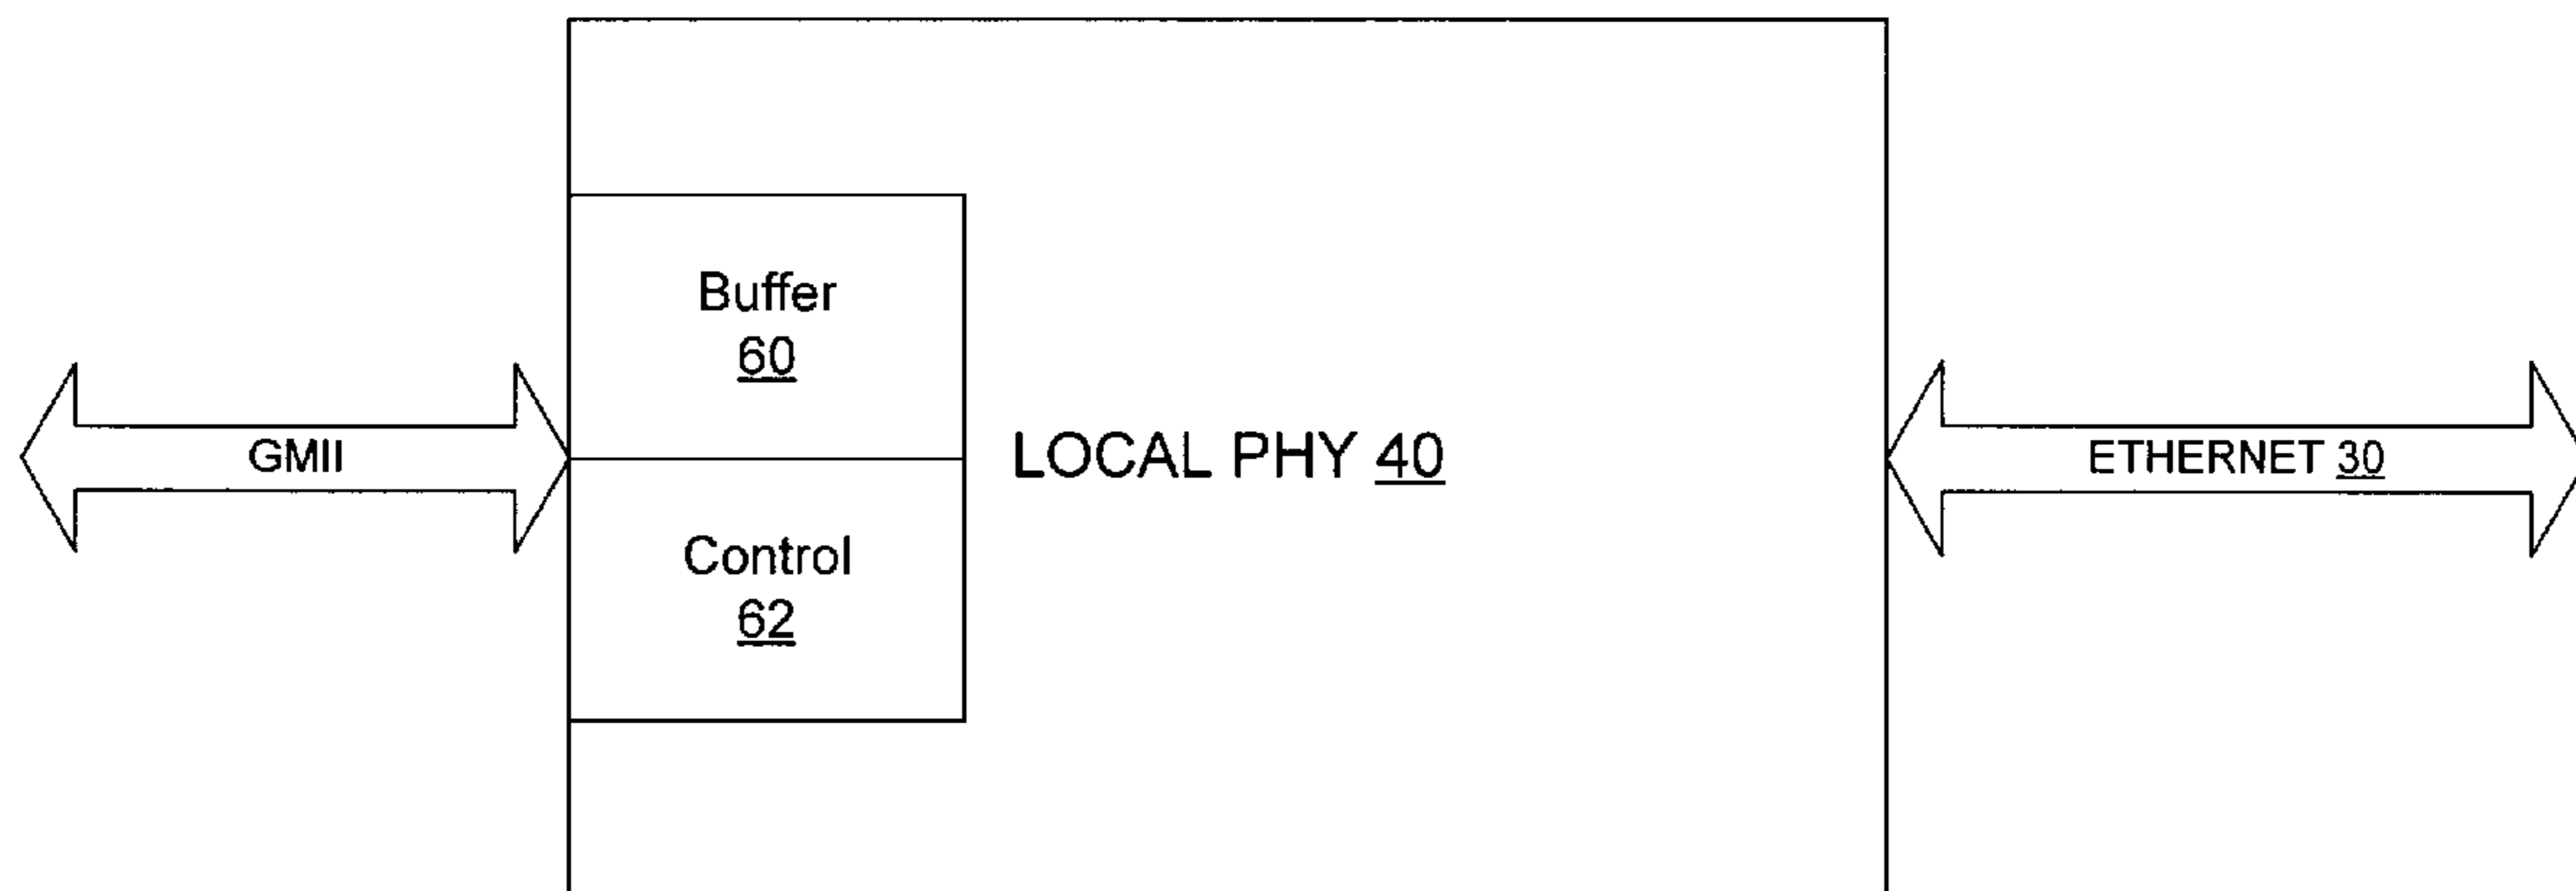 Buffer
60
GMII
LOCAL PHY 40
ETHERNET 30
Control
62